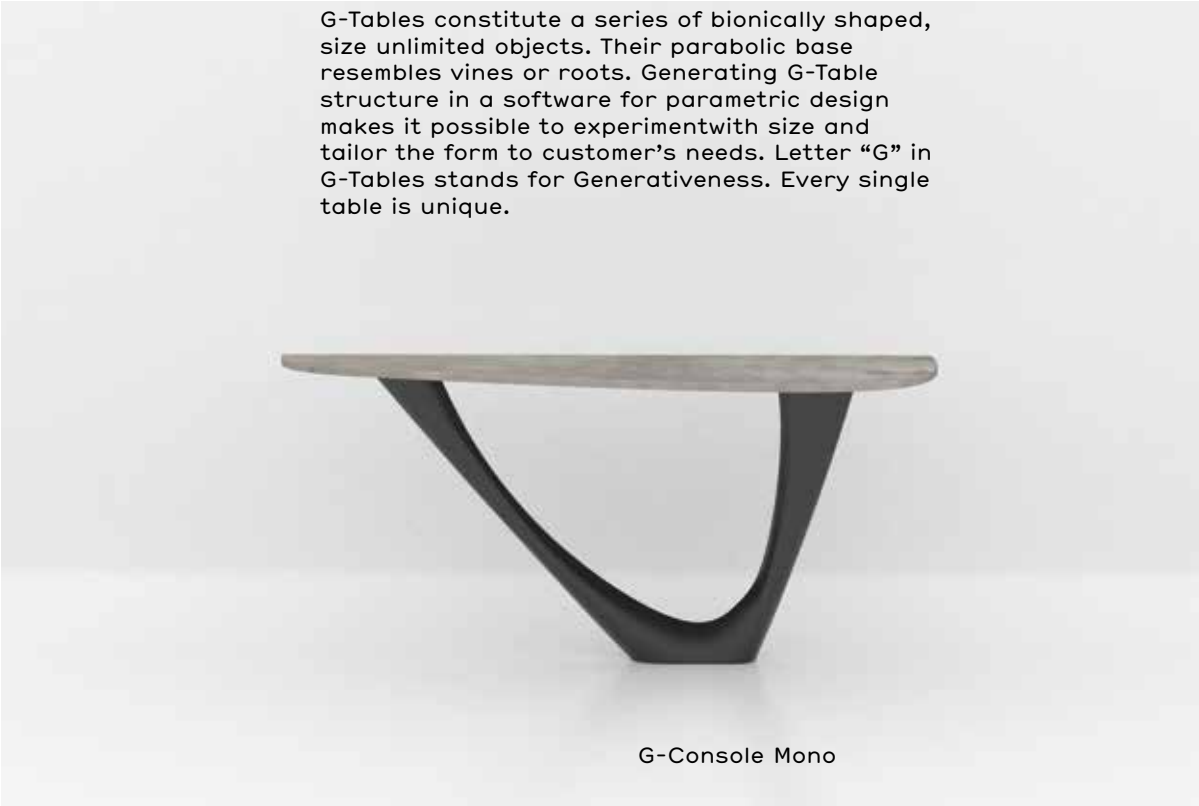 G-Tables constitute a series of bionically shaped,
size unlimited objects. Their parabolic base
resembles vines or roots. Generating G-Table
structure in a software for parametric design
makes it possible to experimentwith size and
tailor the form to customer’s needs. Letter “G” in
G-Tables stands for Generativeness. Every single
table is unique.
G-Console Mono